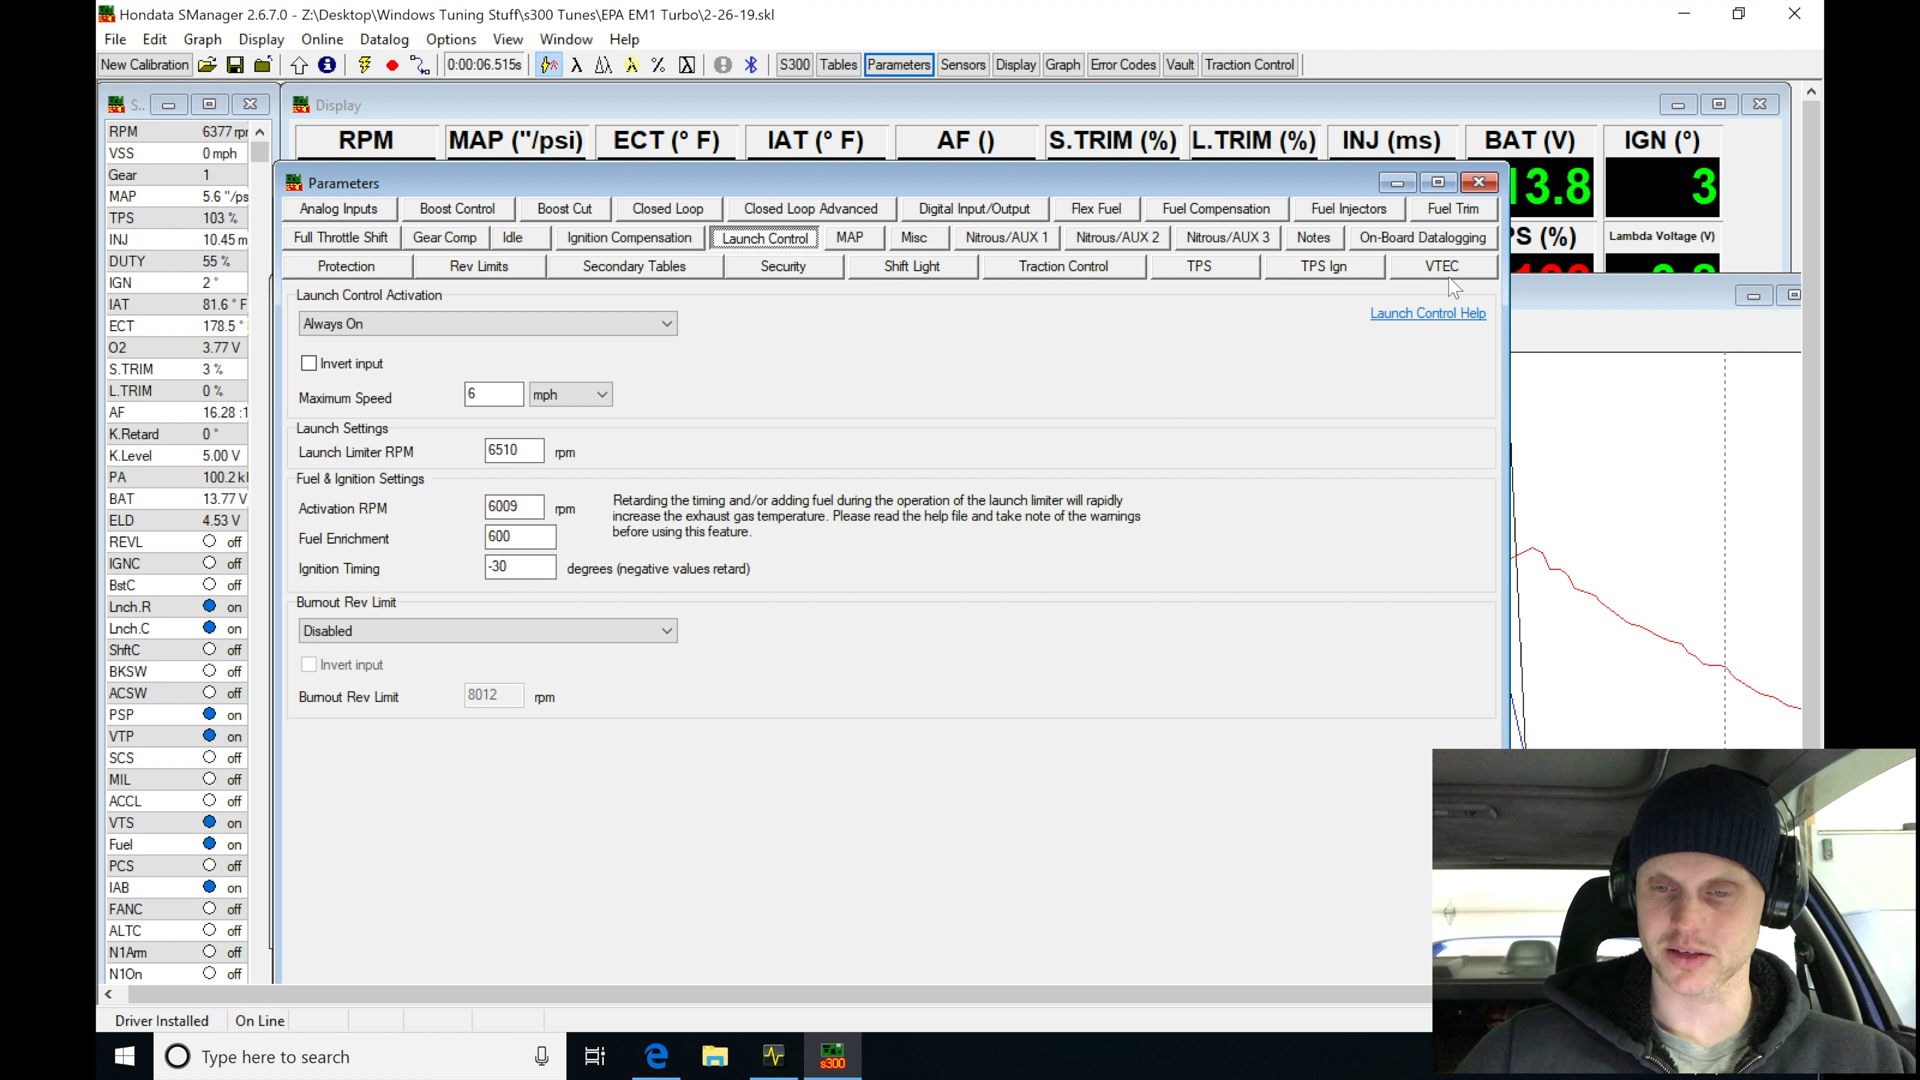 Hondata SManager 2.6.7.0 - Z:\Desktop\Windows Tuning Stuff\s300 Tunes\EPA EM1 Turbo\2-26-19.skl
File Edit Graph Display Online Datalog Options View Window Help
New Calibration 0:00:06.515s S300 Tables Parameters Sensors Display Graph Error Codes Vault Traction Control
S..
Display
RPM MAP ("/psi) ECT (° F) IAT (° F) AF () S.TRIM (%) L.TRIM (%) INJ (ms) BAT (V) IGN (°)
13.8 3
Lambda Voltage (V)
Parameters
Analog Inputs Boost Control Boost Cut Closed Loop Closed Loop Advanced Digital Input/Output Flex Fuel Fuel Compensation Fuel Injectors Fuel Trim
Full Throttle Shift Gear Comp Idle Ignition Compensation Launch Control MAP Misc Nitrous/AUX 1 Nitrous/AUX 2 Nitrous/AUX 3 Notes On-Board Datalogging
Protection Rev Limits Secondary Tables Security Shift Light Traction Control TPS TPS Ign VTEC
Launch Control Activation
Always On
Launch Control Help
Invert input
Maximum Speed 6 mph
Launch Settings
Launch Limiter RPM 6510 rpm
Fuel & Ignition Settings
Activation RPM 6009 rpm
Fuel Enrichment 600
Ignition Timing -30 degrees (negative values retard)
Retarding the timing and/or adding fuel during the operation of the launch limiter will rapidly
increase the exhaust gas temperature. Please read the help file and take note of the warnings
before using this feature.
Burnout Rev Limit
Disabled
Invert input
Burnout Rev Limit 8012 rpm
RPM 6377 rpr
VSS 0 mph
Gear 1
MAP 5.6 "/ps
TPS 103 %
INJ 10.45 m
DUTY 55 %
IGN 2 °
IAT 81.6 ° F
ECT 178.5 °
O2 3.77 V
S.TRIM 3 %
L.TRIM 0 %
AF 16.28 :1
K.Retard 0 °
K.Level 5.00 V
PA 100.2 kl
BAT 13.77 V
ELD 4.53 V
REVL off
IGNC off
BstC off
Lnch.R on
Lnch.C on
ShftC off
BKSW off
ACSW off
PSP on
VTP on
SCS off
MIL off
ACCL off
VTS on
Fuel on
PCS off
IAB on
FANC off
ALTC off
N1Arm off
N1On off
Driver Installed On Line
Type here to search
s300